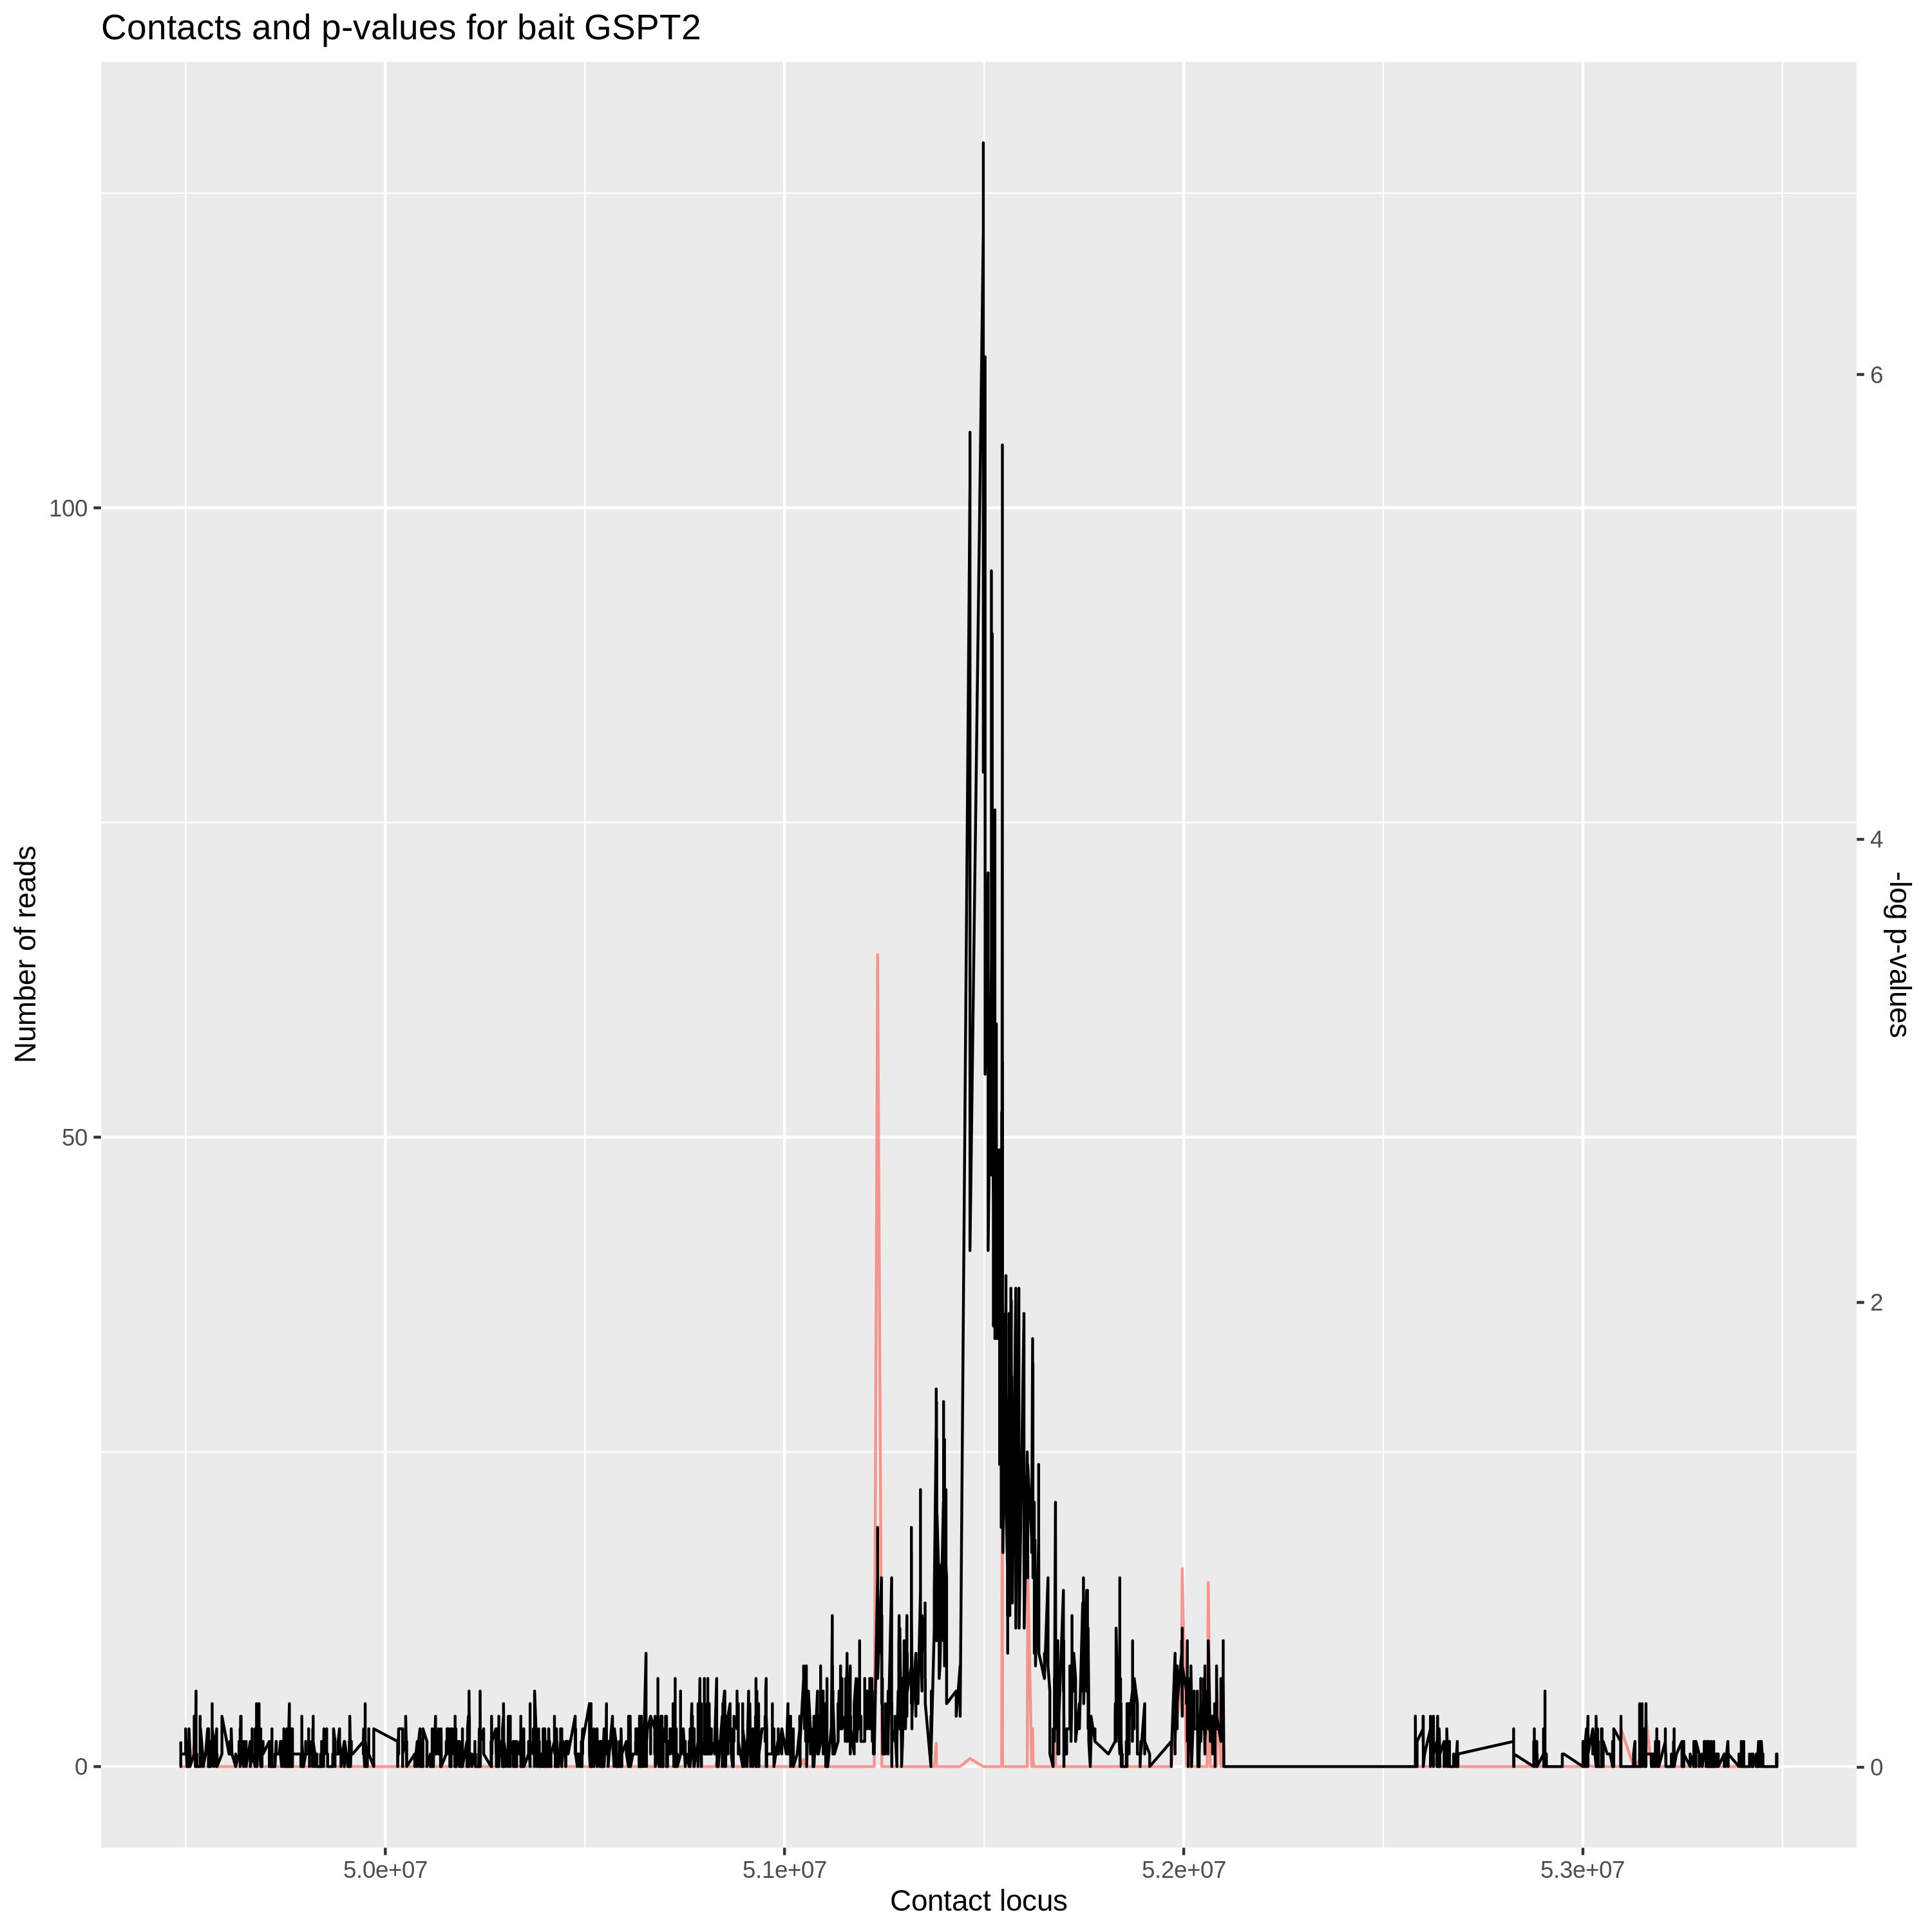 Contacts and p-values for bait GSPT2
Number of reads
100
50
0
6
4
2
0
-log p-values
5.0e+07
5.1e+07
5.2e+07
5.3e+07
Contact locus